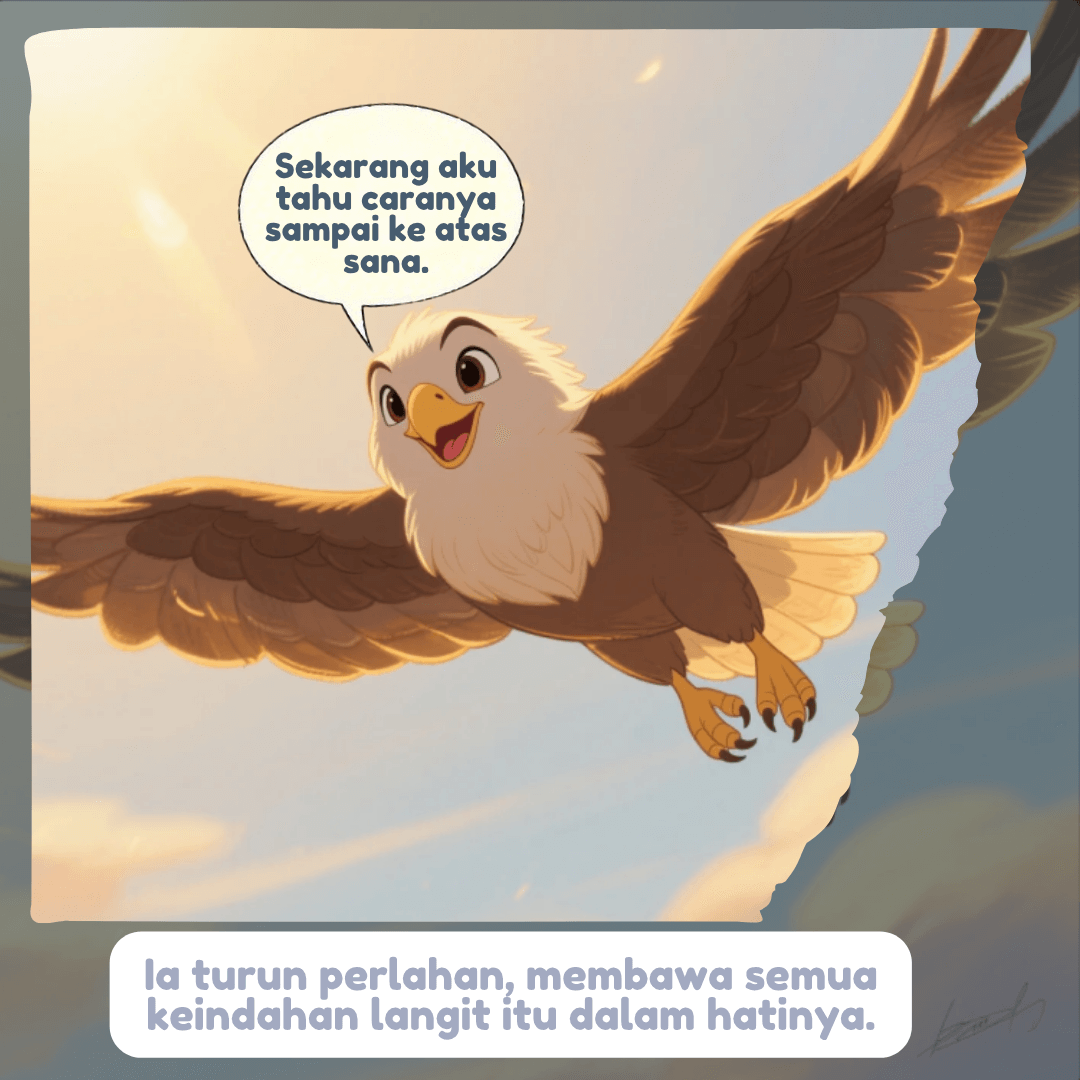 Sekarang aku
tahu caranya
sampai ke atas
sana.
Ia turun perlahan, membawa semua
keindahan langit itu dalam hatinya.